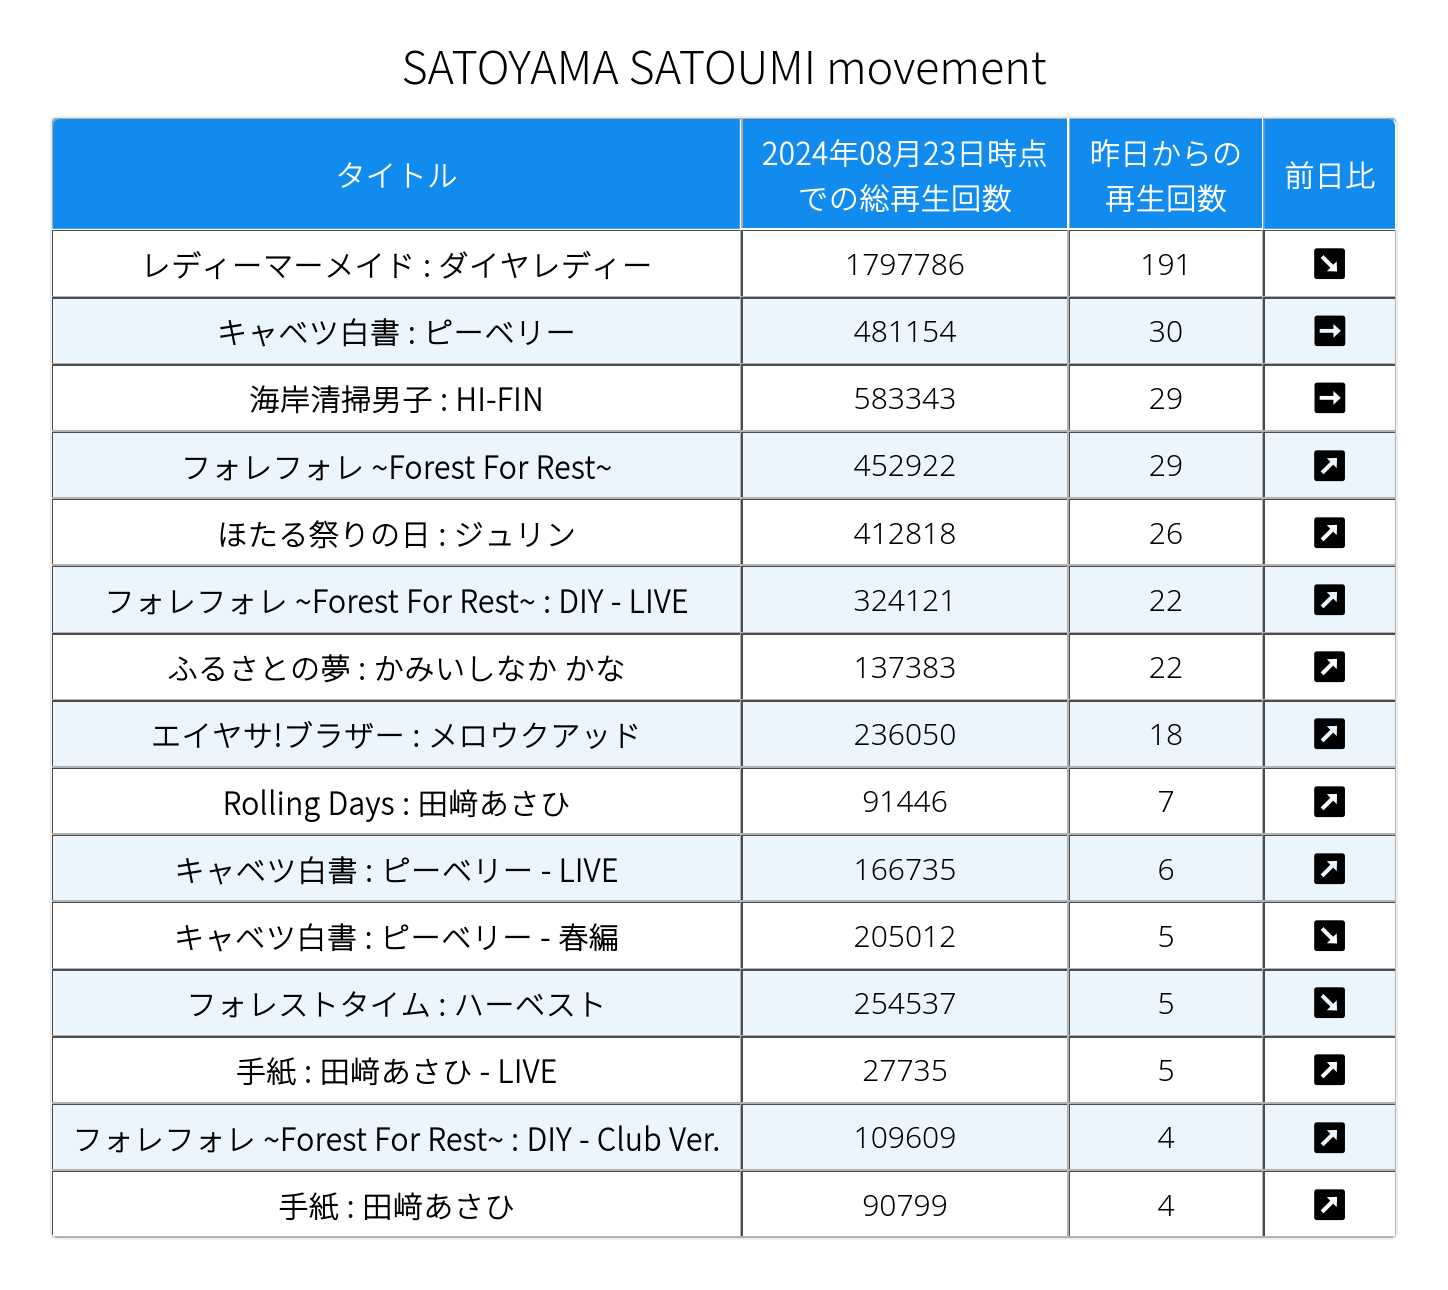 SATOYAMA SATOUMI movement
タイトル 2024年08月23日時点での総再生回数 昨日からの再生回数 前日比
レディーマーメイド : ダイヤレディー 1797786 191 ↘
キャベツ白書 : ピーベリー 481154 30 →
海岸清掃男子 : HI-FIN 583343 29 →
フォレフォレ ~Forest For Rest~ 452922 29 ↗
ほたる祭りの日 : ジュリン 412818 26 ↗
フォレフォレ ~Forest For Rest~ : DIY - LIVE 324121 22 ↗
ふるさとの夢 : かみいしなか かな 137383 22 ↗
エイヤサ!ブラザー : メロウクアッド 236050 18 ↗
Rolling Days : 田﨑あさひ 91446 7 ↗
キャベツ白書 : ピーベリー - LIVE 166735 6 ↗
キャベツ白書 : ピーベリー - 春編 205012 5 ↘
フォレストタイム : ハーベスト 254537 5 ↘
手紙 : 田﨑あさひ - LIVE 27735 5 ↗
フォレフォレ ~Forest For Rest~ : DIY - Club Ver. 109609 4 ↗
手紙 : 田﨑あさひ 90799 4 ↗